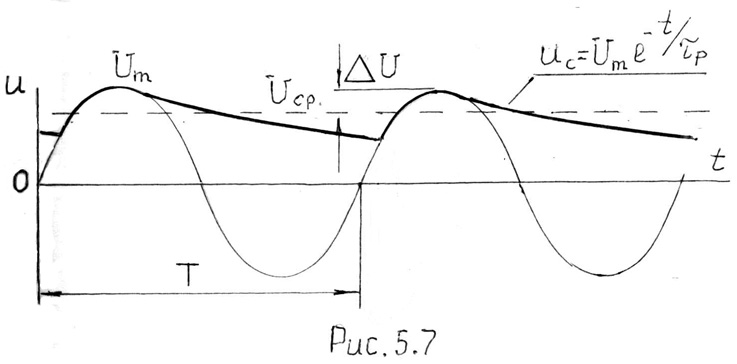 u
U_m
U_ср.
ΔU
u_c=U_m e^{-t/τ_p}
0
t
T
Рис. 5.7